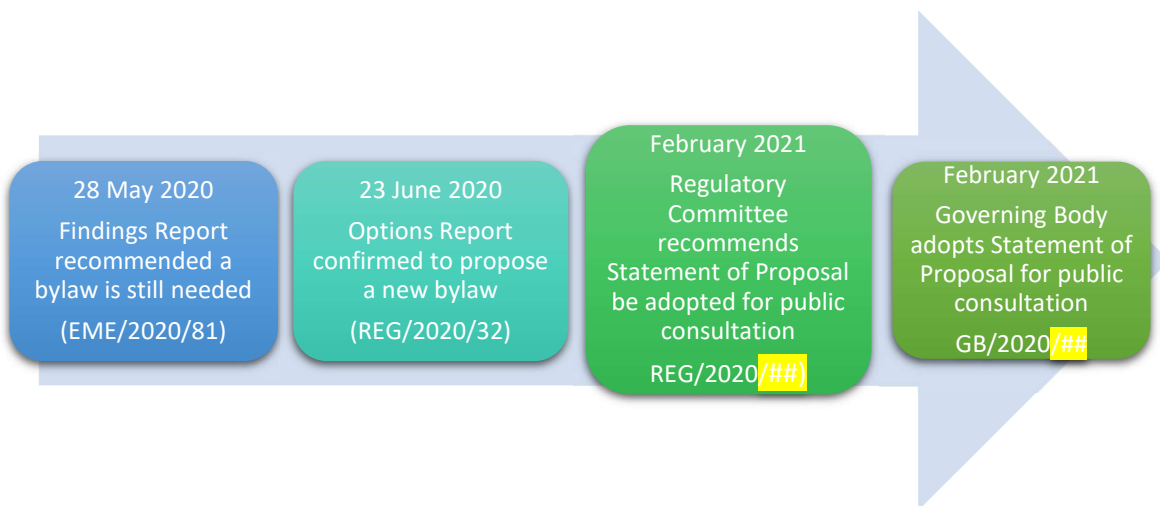 28 May 2020
Findings Report
recommended a
bylaw is still needed
(EME/2020/81)
23 June 2020
Options Report
confirmed to propose
a new bylaw
(REG/2020/32)
February 2021
Regulatory
Committee
recommends
Statement of Proposal
be adopted for public
consultation
REG/2020/##)
February 2021
Governing Body
adopts Statement of
Proposal for public
consultation
GB/2020/##